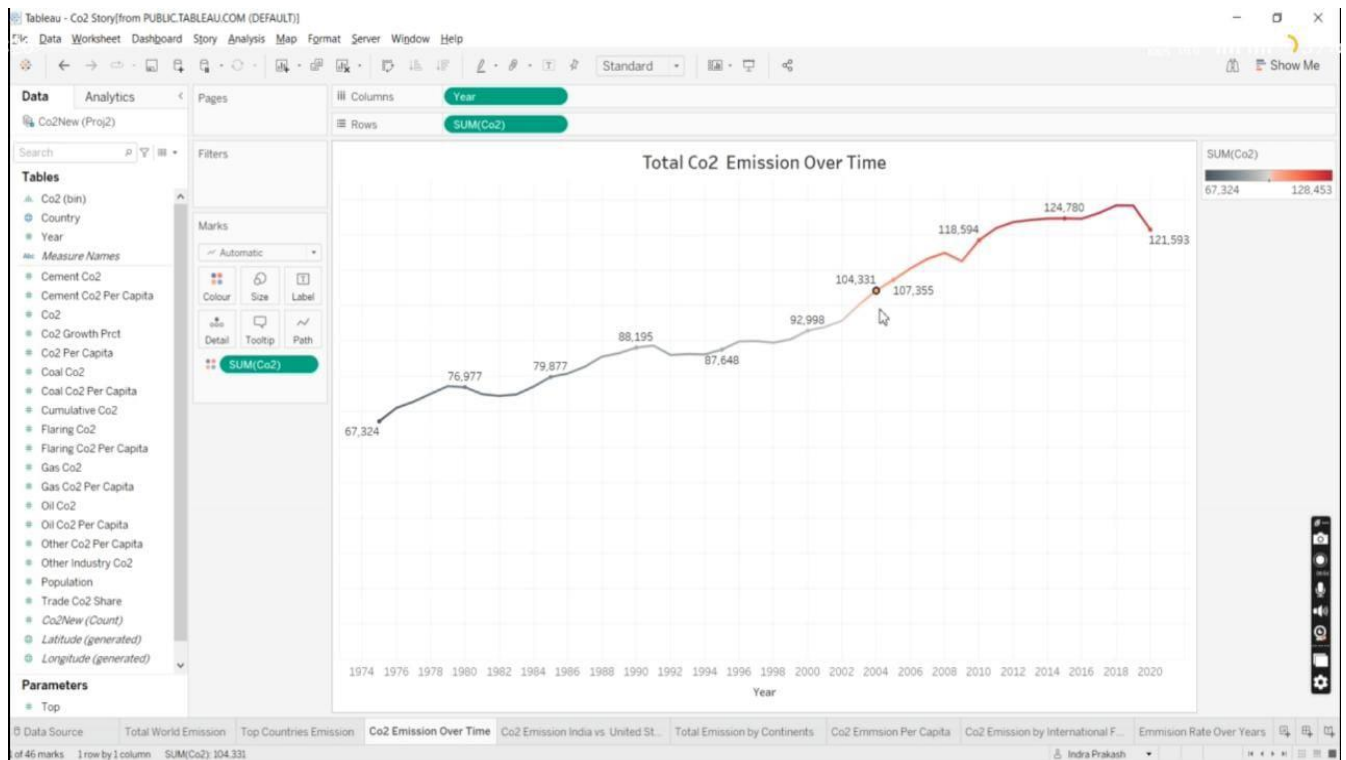 Tableau - Co2 Story[from PUBLIC.TABLEAU.COM (DEFAULT)]
Data Worksheet Dashboard Story Analysis Map Format Server Window Help
Standard
Show Me
Data Analytics
Co2New (Proj2)
Search
Tables
Co2 (bin)
Country
Year
Abc Measure Names
Cement Co2
Cement Co2 Per Capita
Co2
Co2 Growth Prct
Co2 Per Capita
Coal Co2
Coal Co2 Per Capita
Cumulative Co2
Flaring Co2
Flaring Co2 Per Capita
Gas Co2
Gas Co2 Per Capita
Oil Co2
Oil Co2 Per Capita
Other Co2 Per Capita
Other Industry Co2
Population
Trade Co2 Share
Co2New (Count)
Latitude (generated)
Longitude (generated)
Parameters
Top
Pages
Filters
Marks
Automatic
Colour Size Label
Detail Tooltip Path
SUM(Co2)
Columns Year
Rows SUM(Co2)
Total Co2 Emission Over Time
67,324
76,977
79,877
88,195
87,648
92,998
104,331
107,355
118,594
124,780
121,593
1974 1976 1978 1980 1982 1984 1986 1988 1990 1992 1994 1996 1998 2000 2002 2004 2006 2008 2010 2012 2014 2016 2018 2020
Year
SUM(Co2)
67,324 128,453
Data Source Total World Emission Top Countries Emission Co2 Emission Over Time Co2 Emission India vs United St... Total Emission by Continents Co2 Emmsion Per Capita Co2 Emission by International F... Emmision Rate Over Years
of 46 marks 1 row by 1 column SUM(Co2): 104,331
Indra Prakash